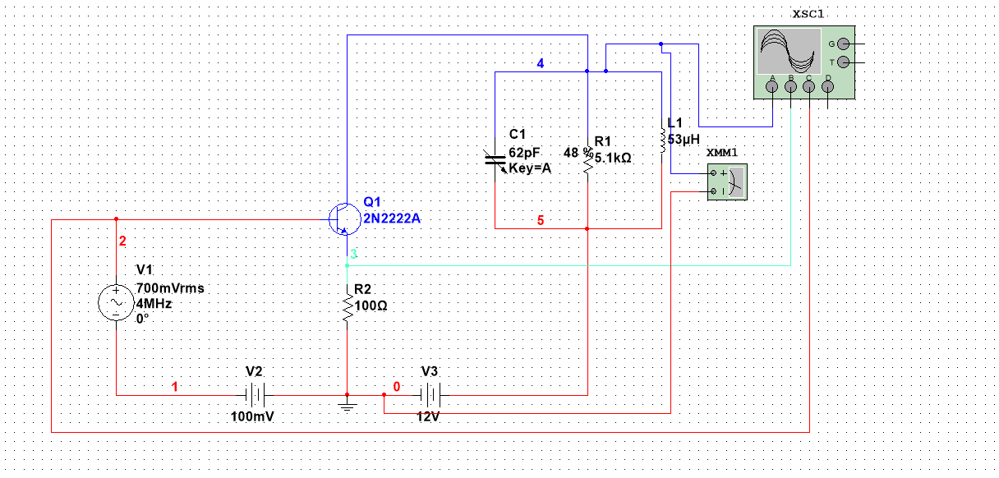 XSC1
G
T
A B C D
4
L1
53µH
C1
62pF
Key=A
48 %
R1
5.1kΩ
XMM1
Q1
2N2222A
5
2
3
V1
700mVrms
4MHz
0°
R2
100Ω
V2
V3
1
0
100mV
12V